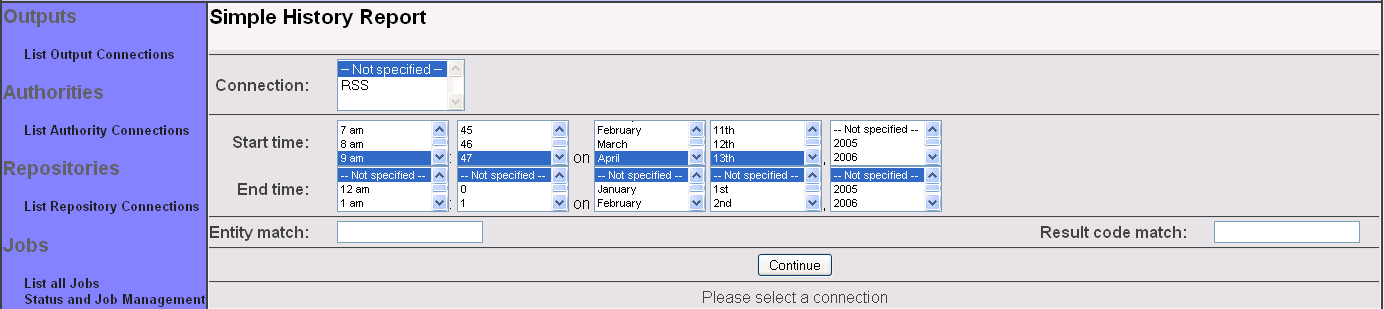 Outputs
List Output Connections
Authorities
List Authority Connections
Repositories
List Repository Connections
Jobs
List all Jobs
Status and Job Management
Simple History Report
Connection:
-- Not specified --
RSS
Start time:
7 am
8 am
9 am
:
45
46
47
on
February
March
April
11th
12th
13th
,
-- Not specified --
2005
2006
End time:
-- Not specified --
12 am
1 am
:
-- Not specified --
0
1
on
-- Not specified --
January
February
-- Not specified --
1st
2nd
,
-- Not specified --
2005
2006
Entity match:
Result code match:
Continue
Please select a connection